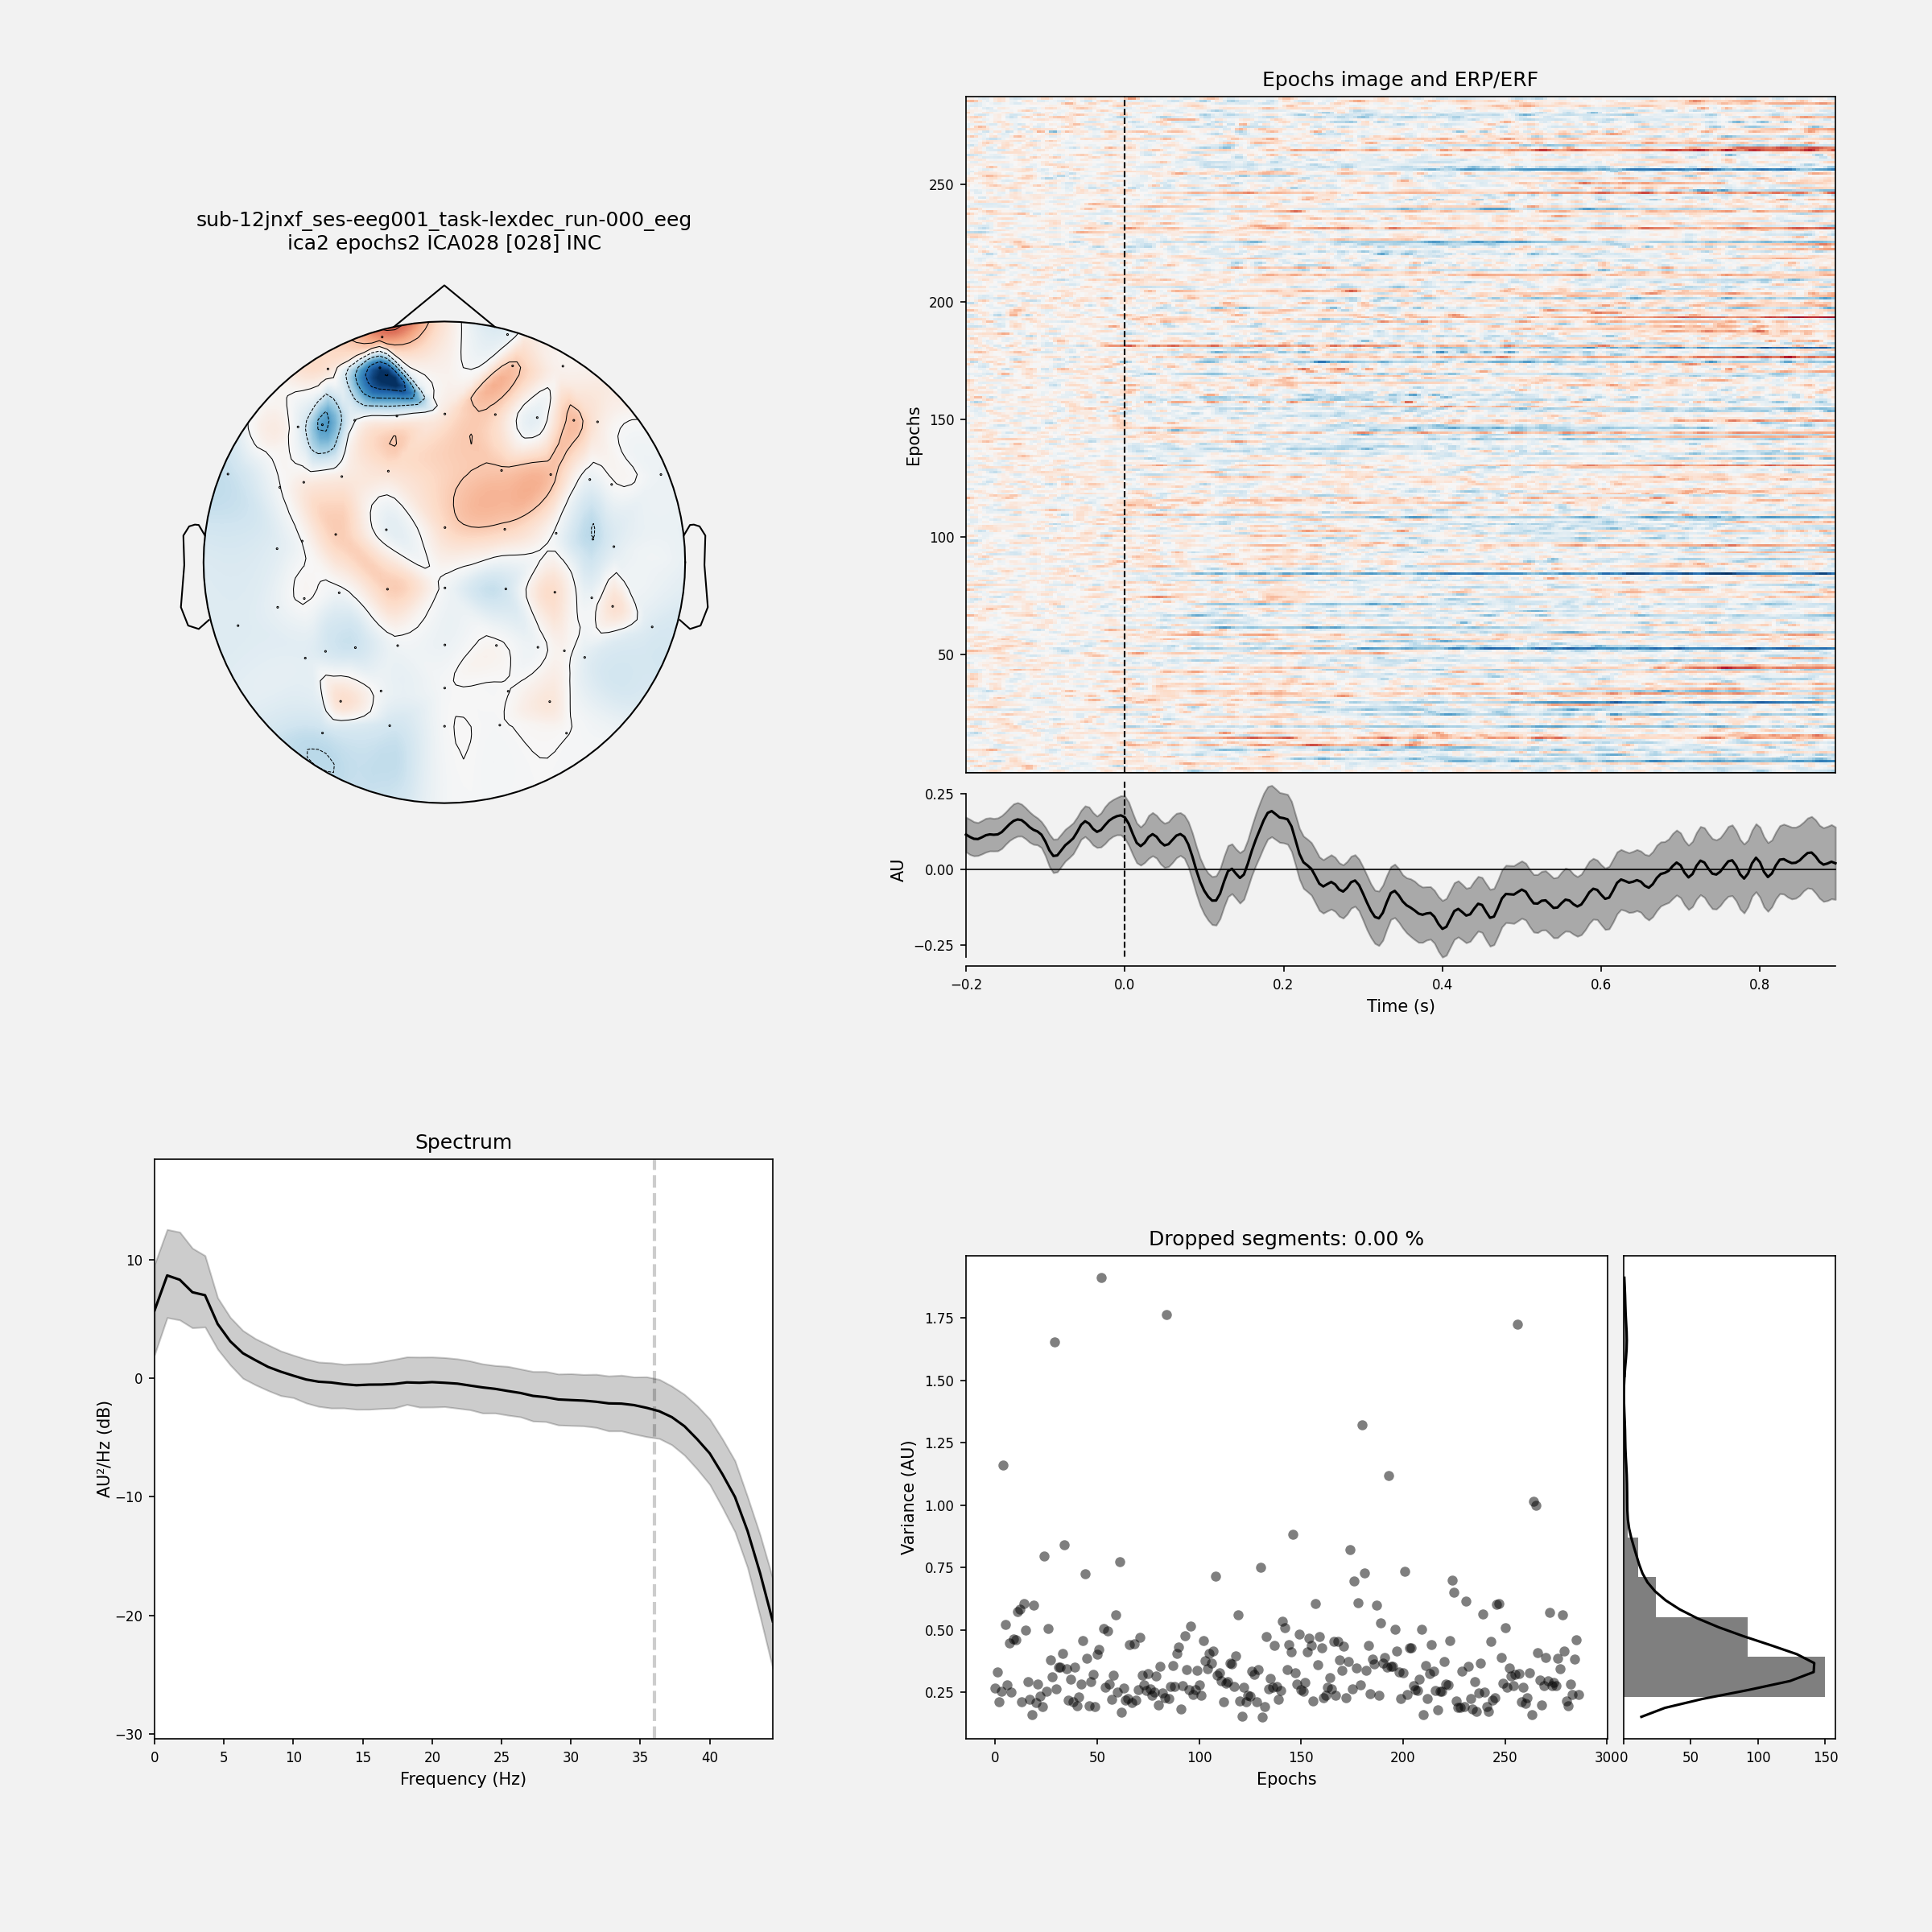 Epochs image and ERP/ERF
sub-12jnxf_ses-eeg001_task-lexdec_run-000_eeg
ica2 epochs2 ICA028 [028] INC
Epochs
250
200
150
100
50
AU
0.25
0.00
−0.25
−0.2 0.0 0.2 0.4 0.6 0.8
Time (s)
Spectrum
AU²/Hz (dB)
10
0
−10
−20
−30
0 5 10 15 20 25 30 35 40
Frequency (Hz)
Dropped segments: 0.00 %
Variance (AU)
1.75
1.50
1.25
1.00
0.75
0.50
0.25
0 50 100 150 200 250 300
Epochs
0 50 100 150